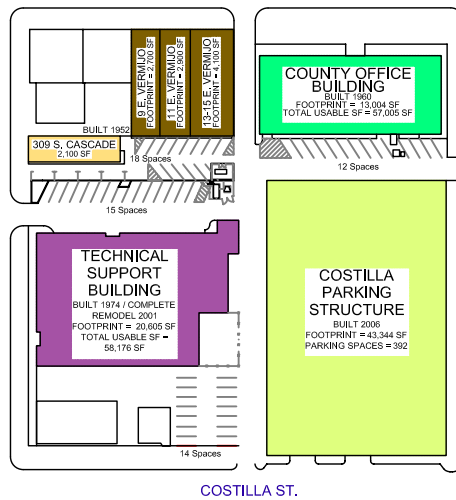 9 E. VERMIJO
FOOTPRINT = 2,700 SF
11 E. VERMIJO
FOOTPRINT = 2,900 SF
13-15 E. VERMIJO
FOOTPRINT = 4,100 SF
COUNTY OFFICE
BUILDING
BUILT 1960
FOOTPRINT = 13,004 SF
TOTAL USABLE SF = 57,005 SF
BUILT 1952
309 S. CASCADE
2,100 SF
18 Spaces
12 Spaces
15 Spaces
TECHNICAL
SUPPORT
BUILDING
BUILT 1974 / COMPLETE
REMODEL 2001
FOOTPRINT = 20,605 SF
TOTAL USABLE SF =
58,176 SF
COSTILLA
PARKING
STRUCTURE
BUILT 2006
FOOTPRINT = 43,344 SF
PARKING SPACES = 392
14 Spaces
COSTILLA ST.